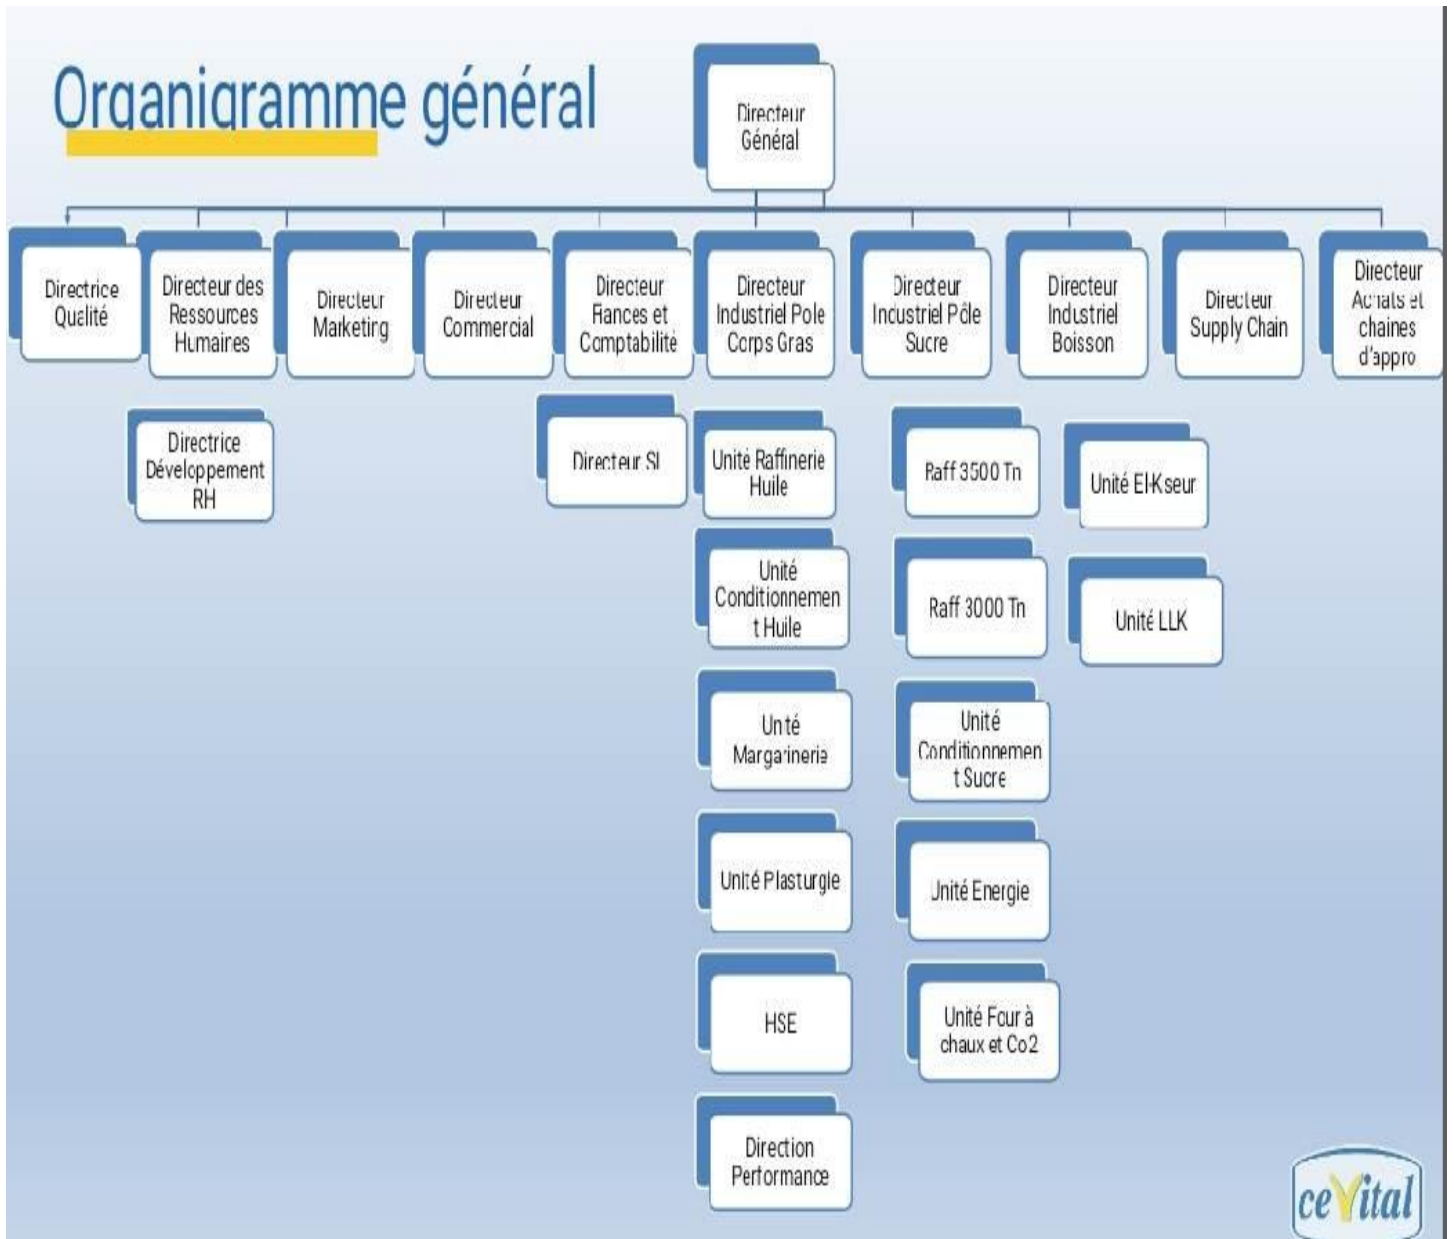 Organigramme général
Directeur
Général
Directrice
Qualité
Directeur des
Ressources
Humaires
Directeur
Marketing
Directeur
Commercial
Directeur
Fiances et
Comptabilité
Directeur
Industriel Pole
Corps Gras
Directeur
Industriel Pôle
Sucre
Directeur
Industriel
Boisson
Directeur
Supply Chain
Directeur
Achats et
chaines
d'appro
Directrice
Développement
RH
Directeur SI
Unité Raffinerie
Huile
Unité
Conditionnemen
t Huile
Unité
Margarinerie
Unité Plasturgie
HSE
Direction
Performance
Raff 3500 Tn
Raff 3000 Tn
Unité
Conditionnemen
t Sucre
Unité Energie
Unité Four à
chaux et Co2
Unité El-Kseur
Unité LLK
ceVital